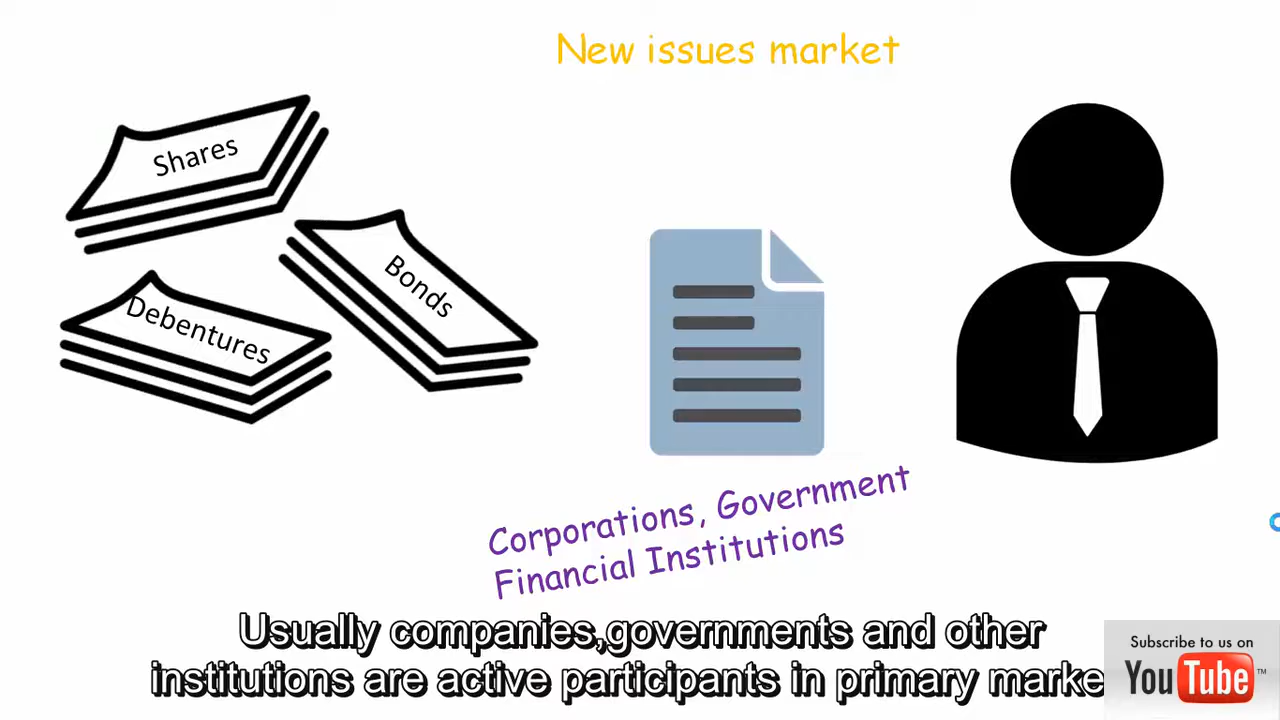 New issues market
Shares
Bonds
Debentures
Corporations, Government
Financial Institutions
Usually companies,governments and other
institutions are active participants in primary marke
Subscribe to us on
YouTube™